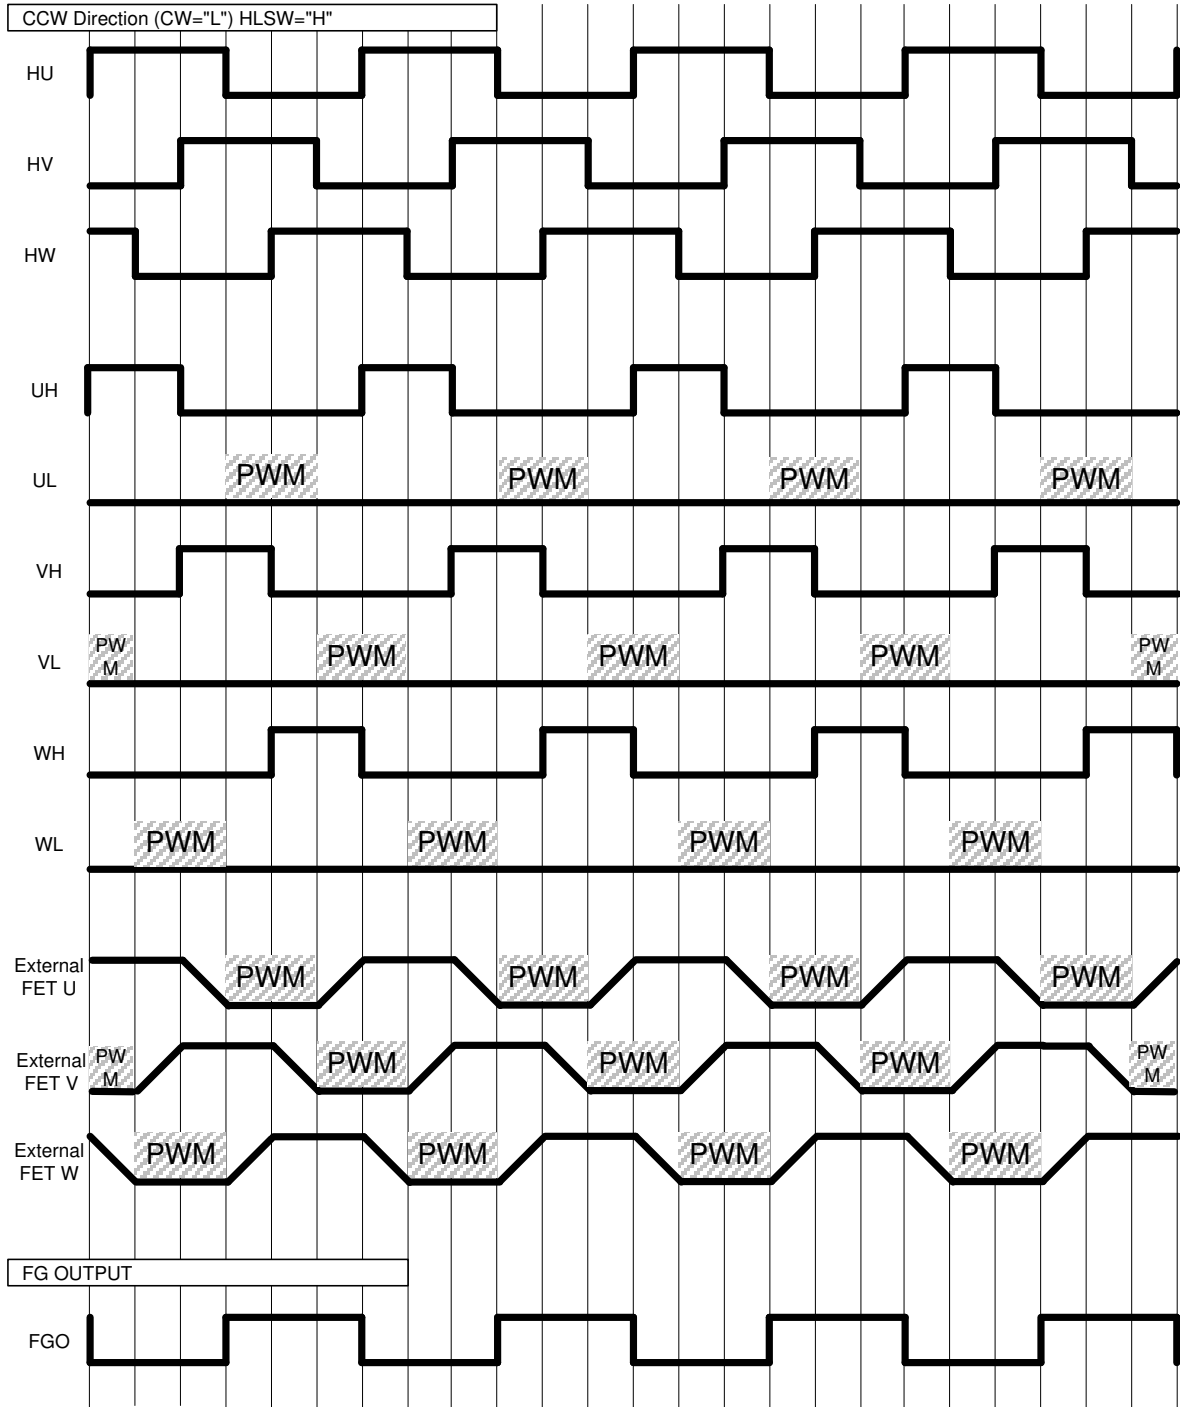 CCW Direction (CW="L") HLSW="H"
HU
HV
HW
UH
UL
PWM PWM PWM PWM
VH
VL
PW
M
PWM PWM PWM
PW
M
WH
WL
PWM PWM PWM PWM
External
FET U
PWM PWM PWM PWM
External
FET V
PW
M
PWM PWM PWM
PW
M
External
FET W
PWM PWM PWM PWM
FG OUTPUT
FGO